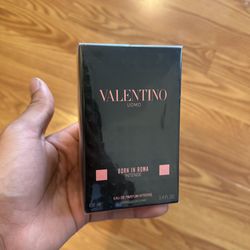 VALENTINO
UOMO
BORN IN ROMA
INTENSE
EAU DE PARFUM INTENSE